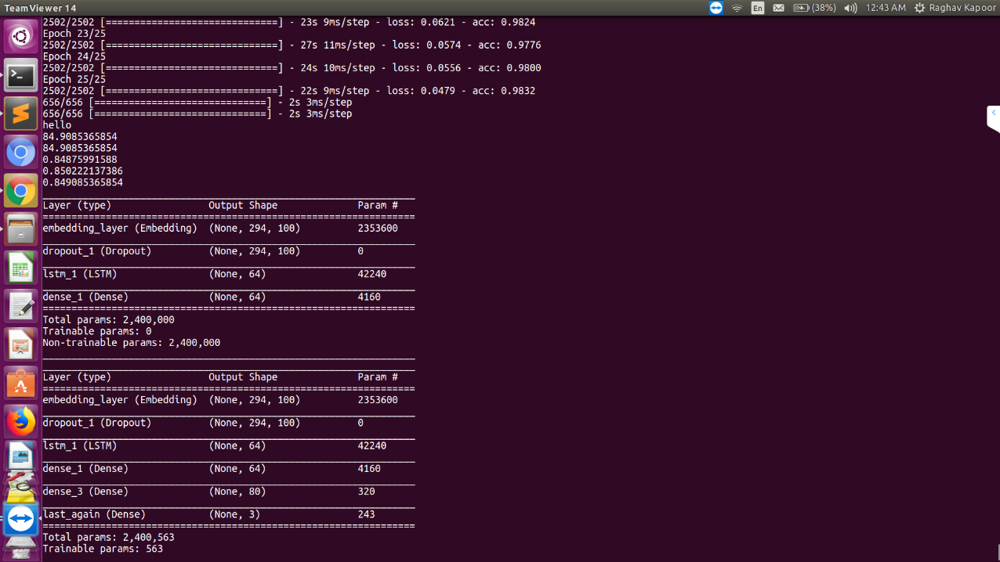 TeamViewer 14 En (38%) 12:43 AM Raghav Kapoor
2502/2502 [==============================] - 23s 9ms/step - loss: 0.0621 - acc: 0.9824
Epoch 23/25
2502/2502 [==============================] - 27s 11ms/step - loss: 0.0574 - acc: 0.9776
Epoch 24/25
2502/2502 [==============================] - 24s 10ms/step - loss: 0.0556 - acc: 0.9800
Epoch 25/25
2502/2502 [==============================] - 22s 9ms/step - loss: 0.0479 - acc: 0.9832
656/656 [==============================] - 2s 3ms/step
656/656 [==============================] - 2s 3ms/step
hello
84.9085365854
84.9085365854
0.84875991588
0.850222137386
0.849085365854
_________________________________________________________________
Layer (type) Output Shape Param #
=================================================================
embedding_layer (Embedding) (None, 294, 100) 2353600
_________________________________________________________________
dropout_1 (Dropout) (None, 294, 100) 0
_________________________________________________________________
lstm_1 (LSTM) (None, 64) 42240
_________________________________________________________________
dense_1 (Dense) (None, 64) 4160
=================================================================
Total params: 2,400,000
Trainable params: 0
Non-trainable params: 2,400,000
_________________________________________________________________
_________________________________________________________________
Layer (type) Output Shape Param #
=================================================================
embedding_layer (Embedding) (None, 294, 100) 2353600
_________________________________________________________________
dropout_1 (Dropout) (None, 294, 100) 0
_________________________________________________________________
lstm_1 (LSTM) (None, 64) 42240
_________________________________________________________________
dense_1 (Dense) (None, 64) 4160
_________________________________________________________________
dense_3 (Dense) (None, 80) 320
_________________________________________________________________
last_again (Dense) (None, 3) 243
=================================================================
Total params: 2,400,563
Trainable params: 563